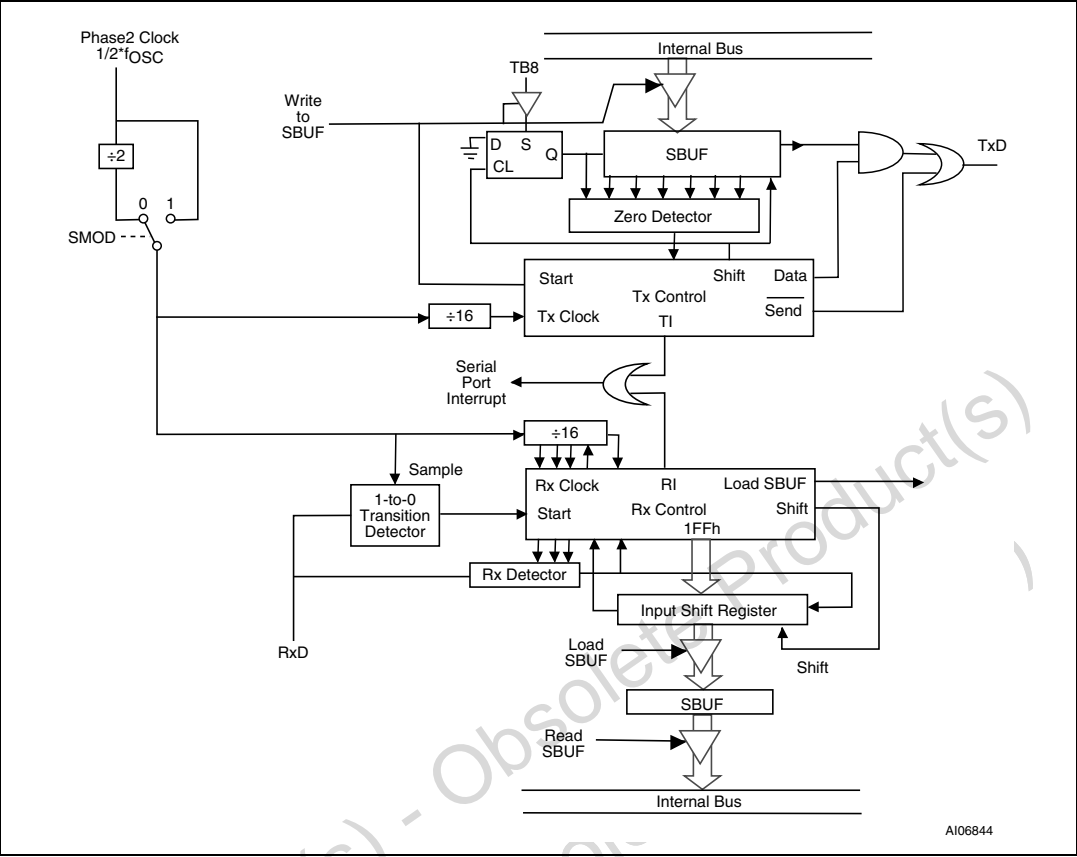 Phase2 Clock
1/2*fOSC
Internal Bus
TB8
Write
to
SBUF
÷2
D S
Q
CL
SBUF
TxD
Zero Detector
0 1
SMOD
Start
Shift
Data
Tx Control
Send
÷16
Tx Clock
TI
Serial
Port
Interrupt
÷16
Sample
Rx Clock
RI
Load SBUF
1-to-0
Transition
Detector
Start
Rx Control
Shift
1FFh
Rx Detector
Input Shift Register
RxD
Load
SBUF
Shift
SBUF
Read
SBUF
Internal Bus
AI06844
(s) - Obsolete Product(s)